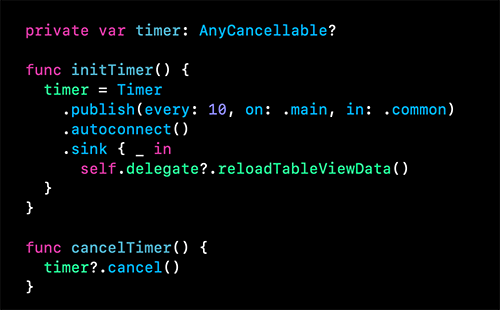 private var timer: AnyCancellable?
func initTimer() {
timer = Timer
.publish(every: 10, on: .main, in: .common)
.autoconnect()
.sink { _ in
self.delegate?.reloadTableViewData()
}
}
func cancelTimer() {
timer?.cancel()
}